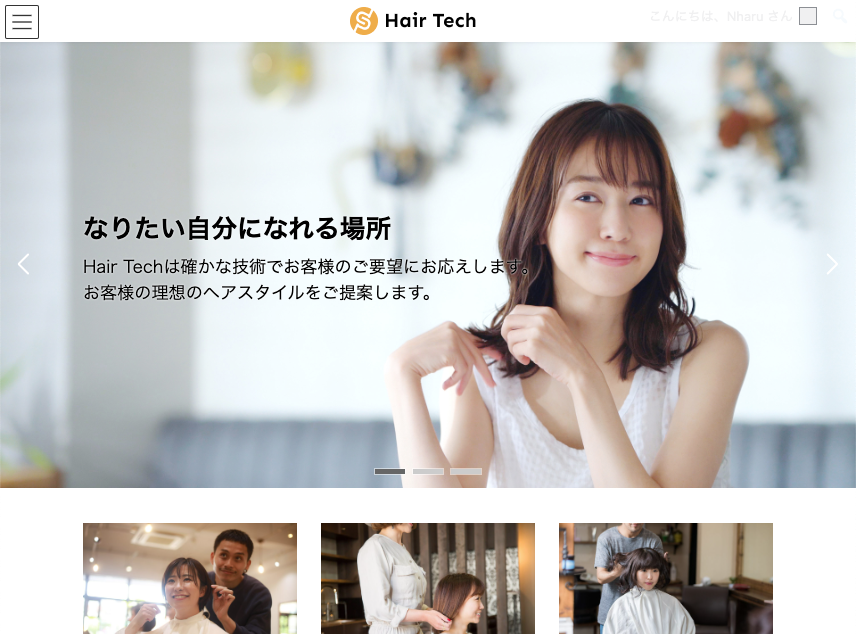 Hair Tech
こんにちは、Nharu さん
なりたい自分になれる場所
Hair Techは確かな技術でお客様のご要望にお応えします。
お客様の理想のヘアスタイルをご提案します。